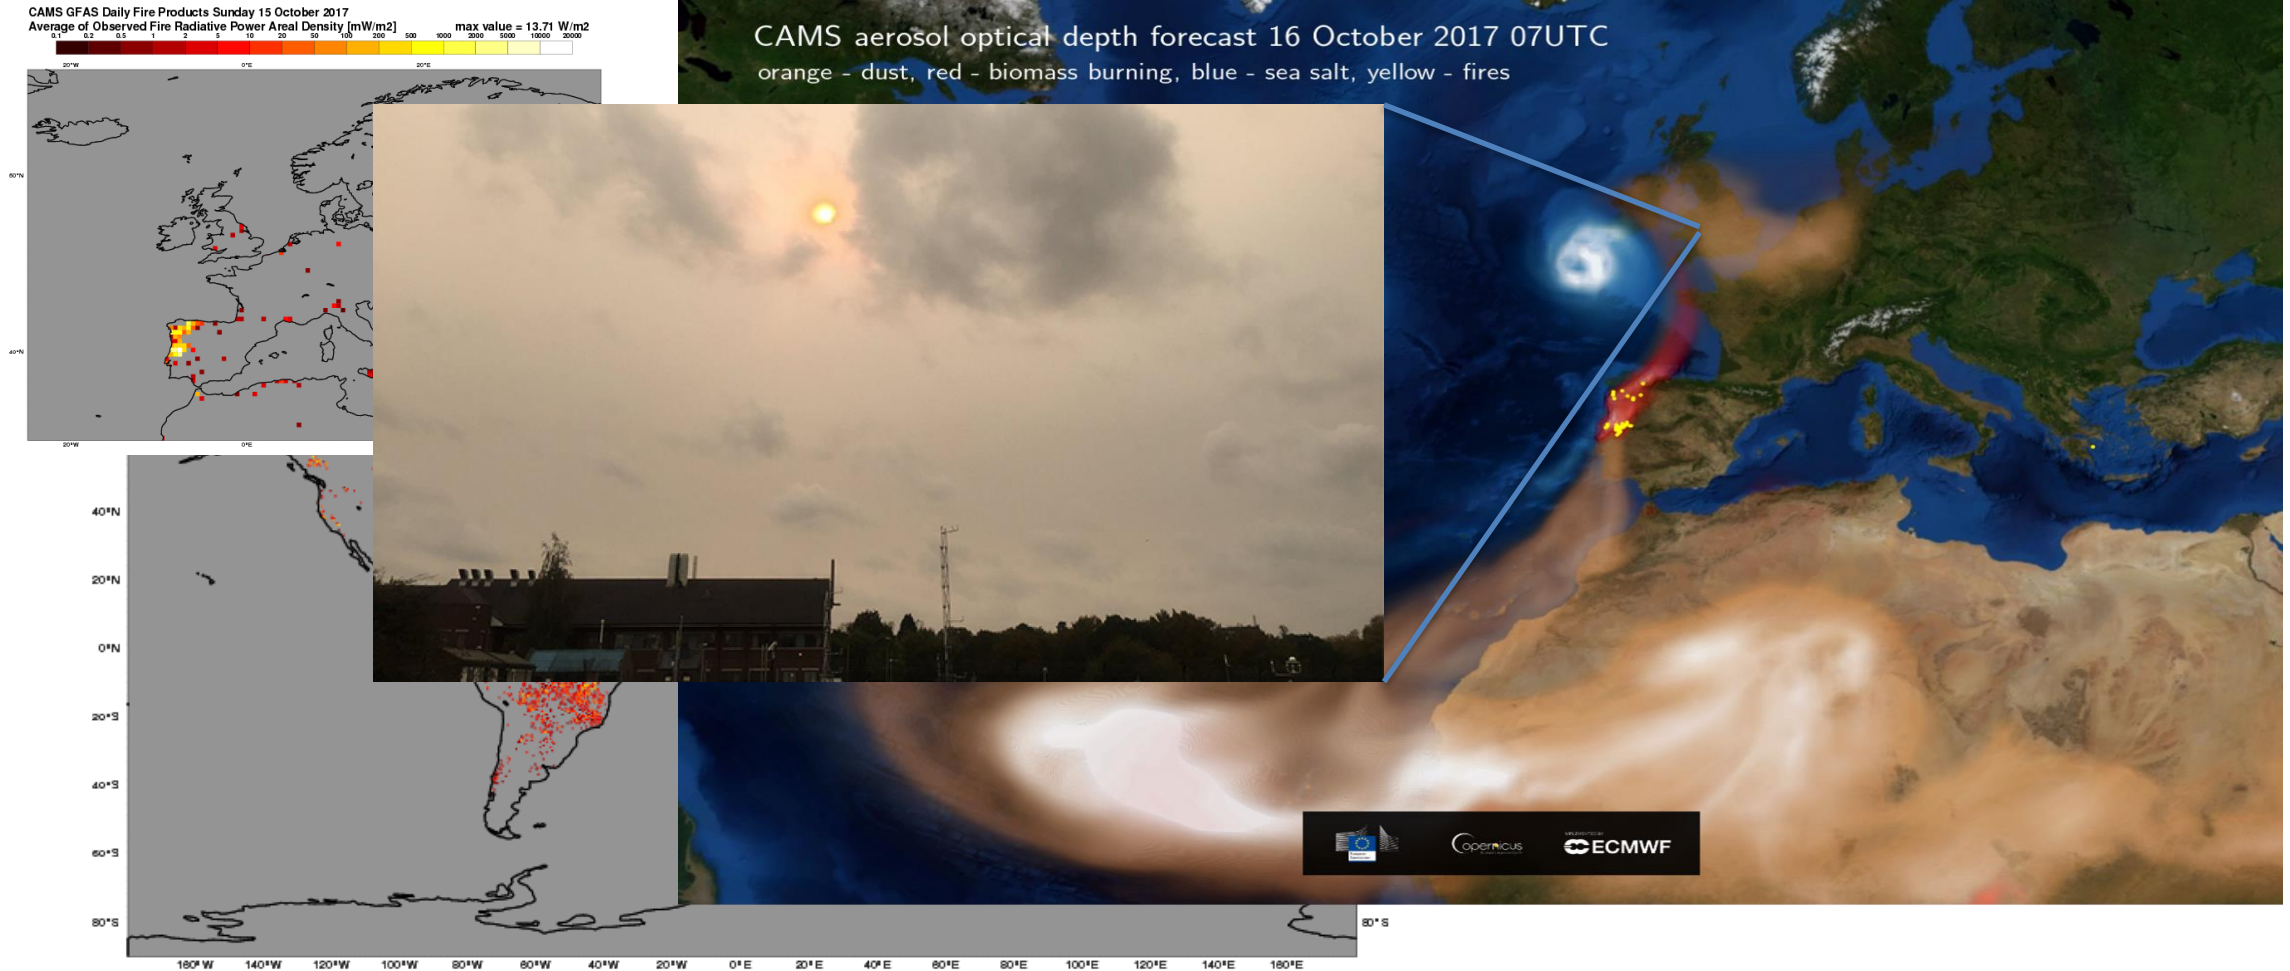 CAMS GFAS Daily Fire Products Sunday 15 October 2017
Average of Observed Fire Radiative Power Areal Density [mW/m2] max value = 13.71 W/m2
0.1 0.2 0.5 1 2 5 10 20 50 100 200 500 1000 2000 5000 10000 20000
20°W 0°E 20°E
60°N
40°N
20°W 0°E
CAMS aerosol optical depth forecast 16 October 2017 07UTC
orange - dust, red - biomass burning, blue - sea salt, yellow - fires
40°N
20°N
0°N
20°S
40°S
60°S
80°S
80°S
160°W 140°W 120°W 100°W 80°W 60°W 40°W 20°W 0°E 20°E 40°E 60°E 80°E 100°E 120°E 140°E 160°E
Copernicus
ECMWF